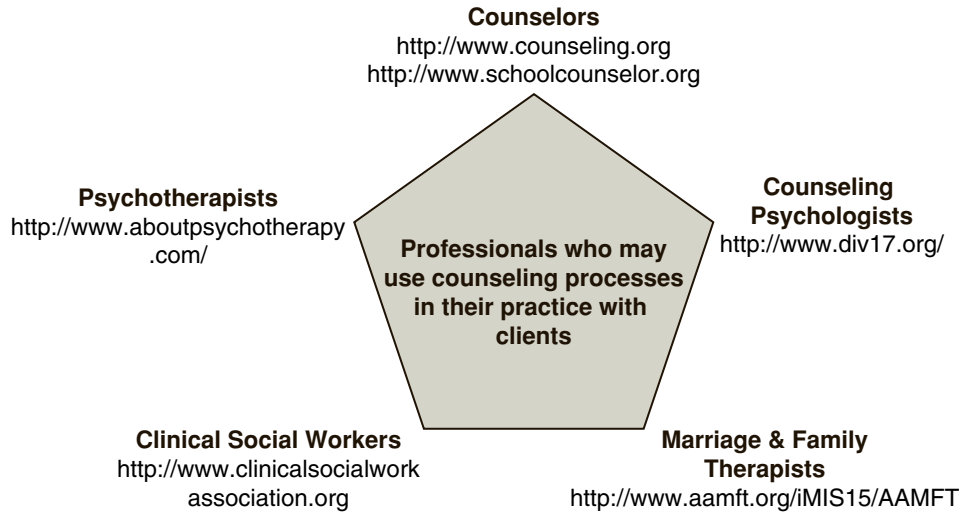 Counselors
http://www.counseling.org
http://www.schoolcounselor.org
Psychotherapists
http://www.aboutpsychotherapy
.com/
Counseling
Psychologists
http://www.div17.org/
Professionals who may
use counseling processes
in their practice with
clients
Clinical Social Workers
http://www.clinicalsocialwork
association.org
Marriage & Family
Therapists
http://www.aamft.org/iMIS15/AAMFT